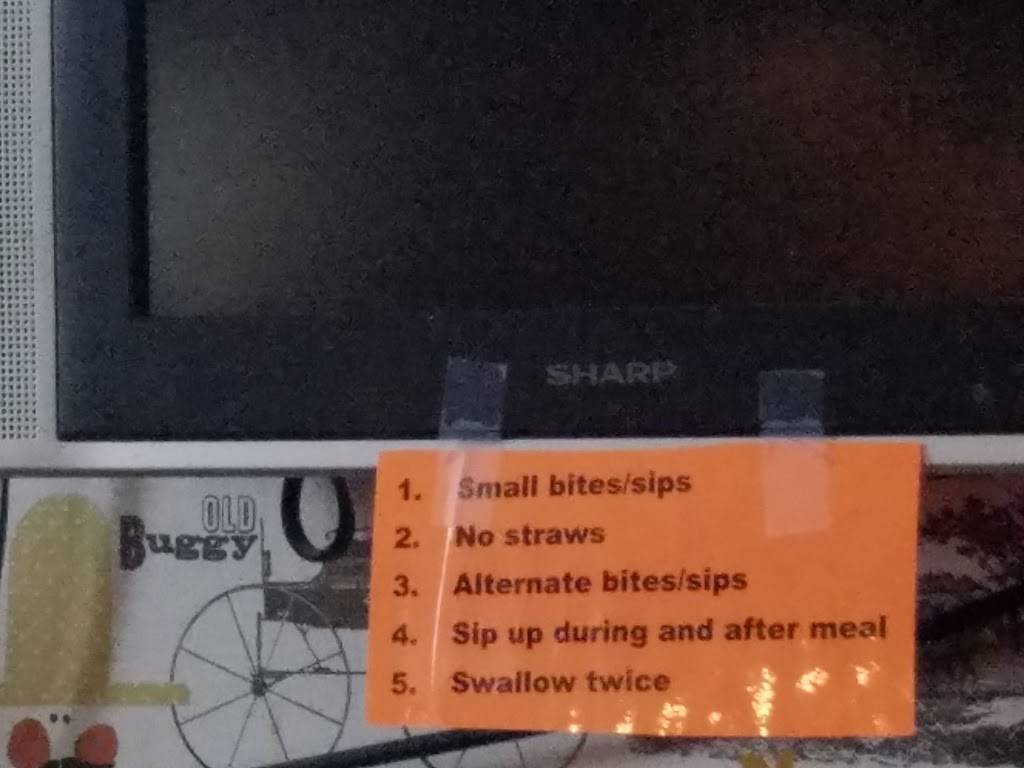 SHARP
OLD
Buggy
1. Small bites/sips
2. No straws
3. Alternate bites/sips
4. Sip up during and after meal
5. Swallow twice